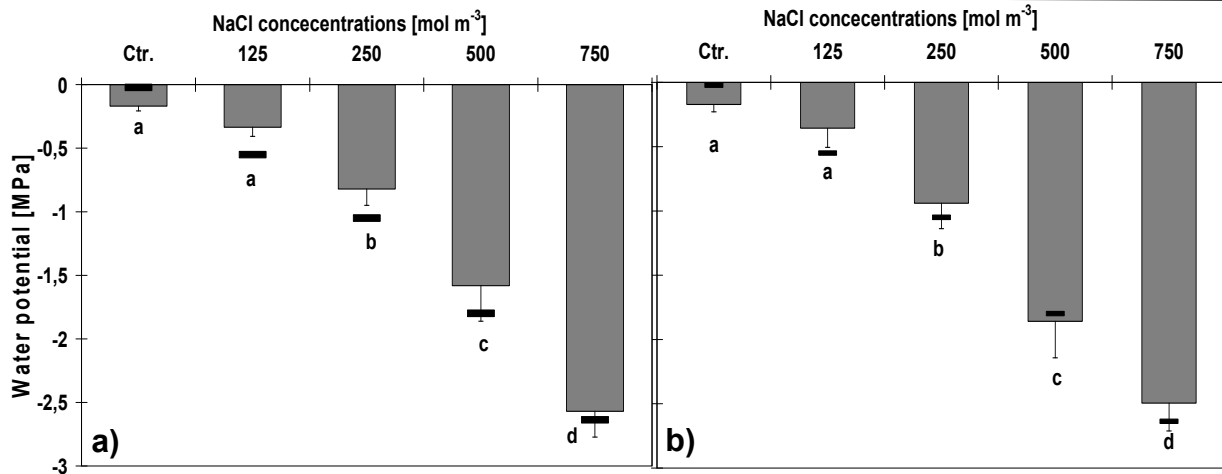 NaCl concecentrations [mol m-3]
Ctr. 125 250 500 750
Water potential [MPa]
0
-0,5
-1
-1,5
-2
-2,5
-3
a
a
b
c
d
a)
NaCl concecentrations [mol m-3]
Ctr. 125 250 500 750
a
a
b
c
d
b)